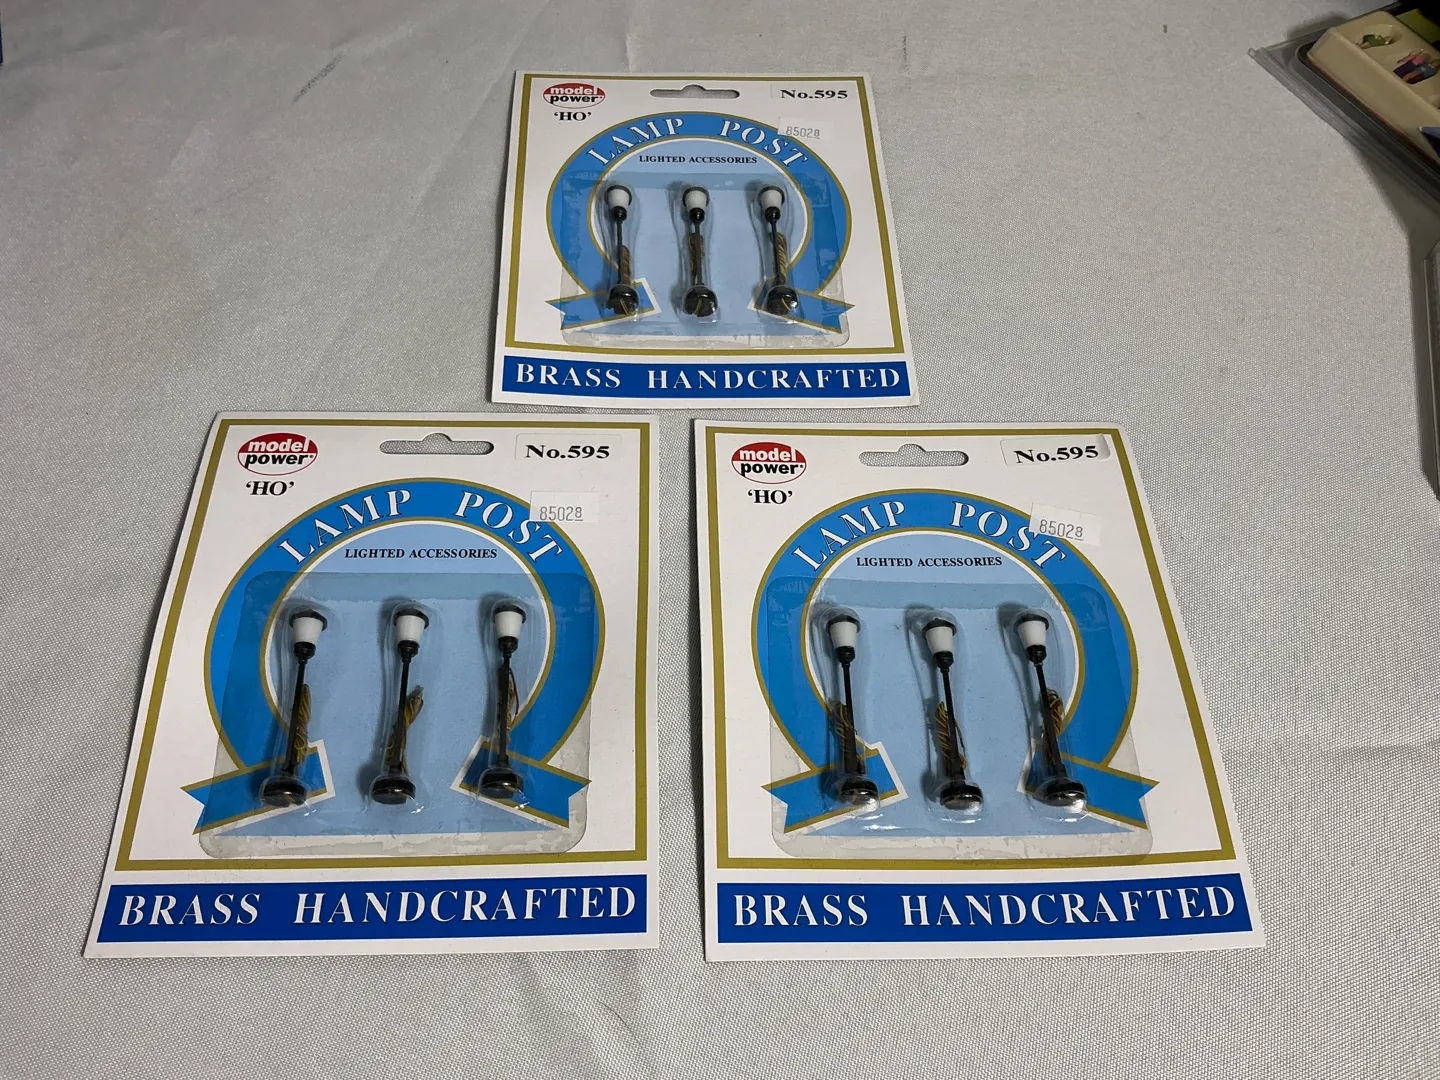 model
power
No.595
'HO'
85028
LAMP POST
LIGHTED ACCESSORIES
BRASS HANDCRAFTED
model
power
No.595
'HO'
85028
LAMP POST
LIGHTED ACCESSORIES
BRASS HANDCRAFTED
model
power
No.595
'HO'
85028
LAMP POST
LIGHTED ACCESSORIES
BRASS HANDCRAFTED